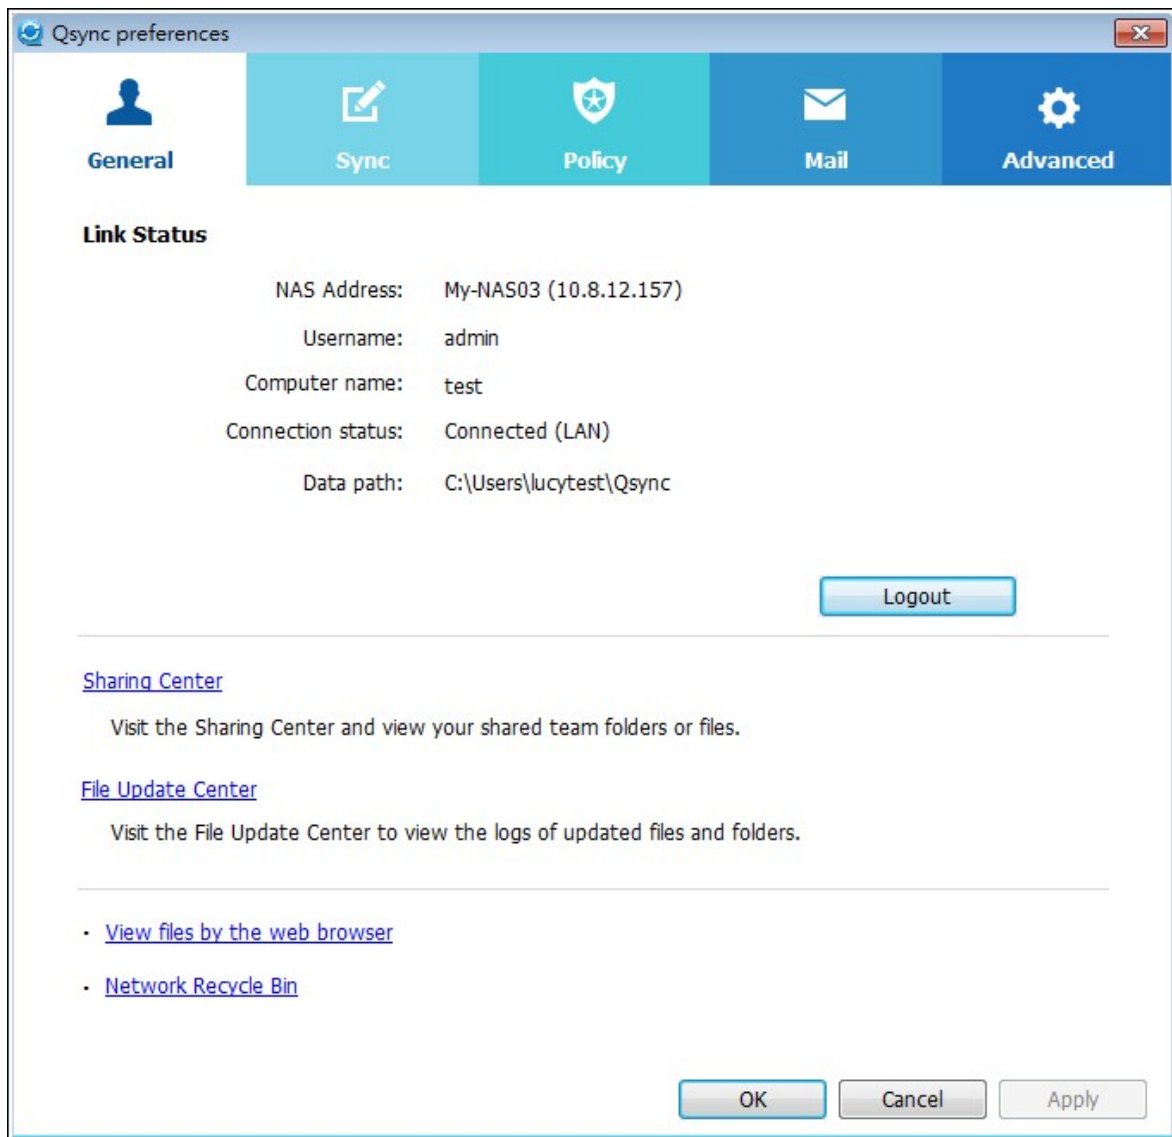 Qsync preferences
General Sync Policy Mail Advanced
Link Status
NAS Address: My-NAS03 (10.8.12.157)
Username: admin
Computer name: test
Connection status: Connected (LAN)
Data path: C:\Users\lucytest\Qsync
Logout
Sharing Center
Visit the Sharing Center and view your shared team folders or files.
File Update Center
Visit the File Update Center to view the logs of updated files and folders.
· View files by the web browser
· Network Recycle Bin
OK Cancel Apply